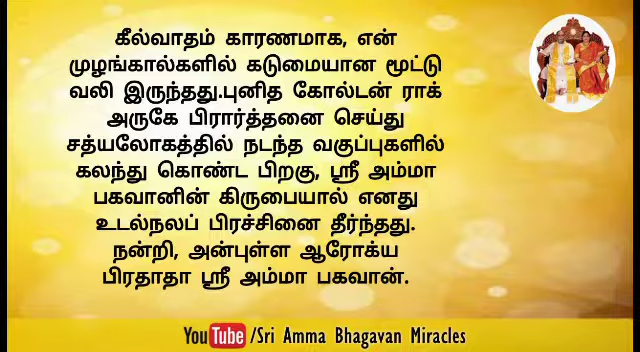 கீல்வாதம் காரணமாக, என்
முழங்கால்களில் கடுமையான மூட்டு
வலி இருந்தது.புனித கோல்டன் ராக்
அருகே பிரார்த்தனை செய்து
சத்யலோகத்தில் நடந்த வகுப்புகளில்
கலந்து கொண்ட பிறகு, ஸ்ரீ அம்மா
பகவானின் கிருபையால் எனது
உடல்நலப் பிரச்சினை தீர்ந்தது.
நன்றி, அன்புள்ள ஆரோக்ய
பிரதாதா ஸ்ரீ அம்மா பகவான்.
YouTube /Sri Amma Bhagavan Miracles